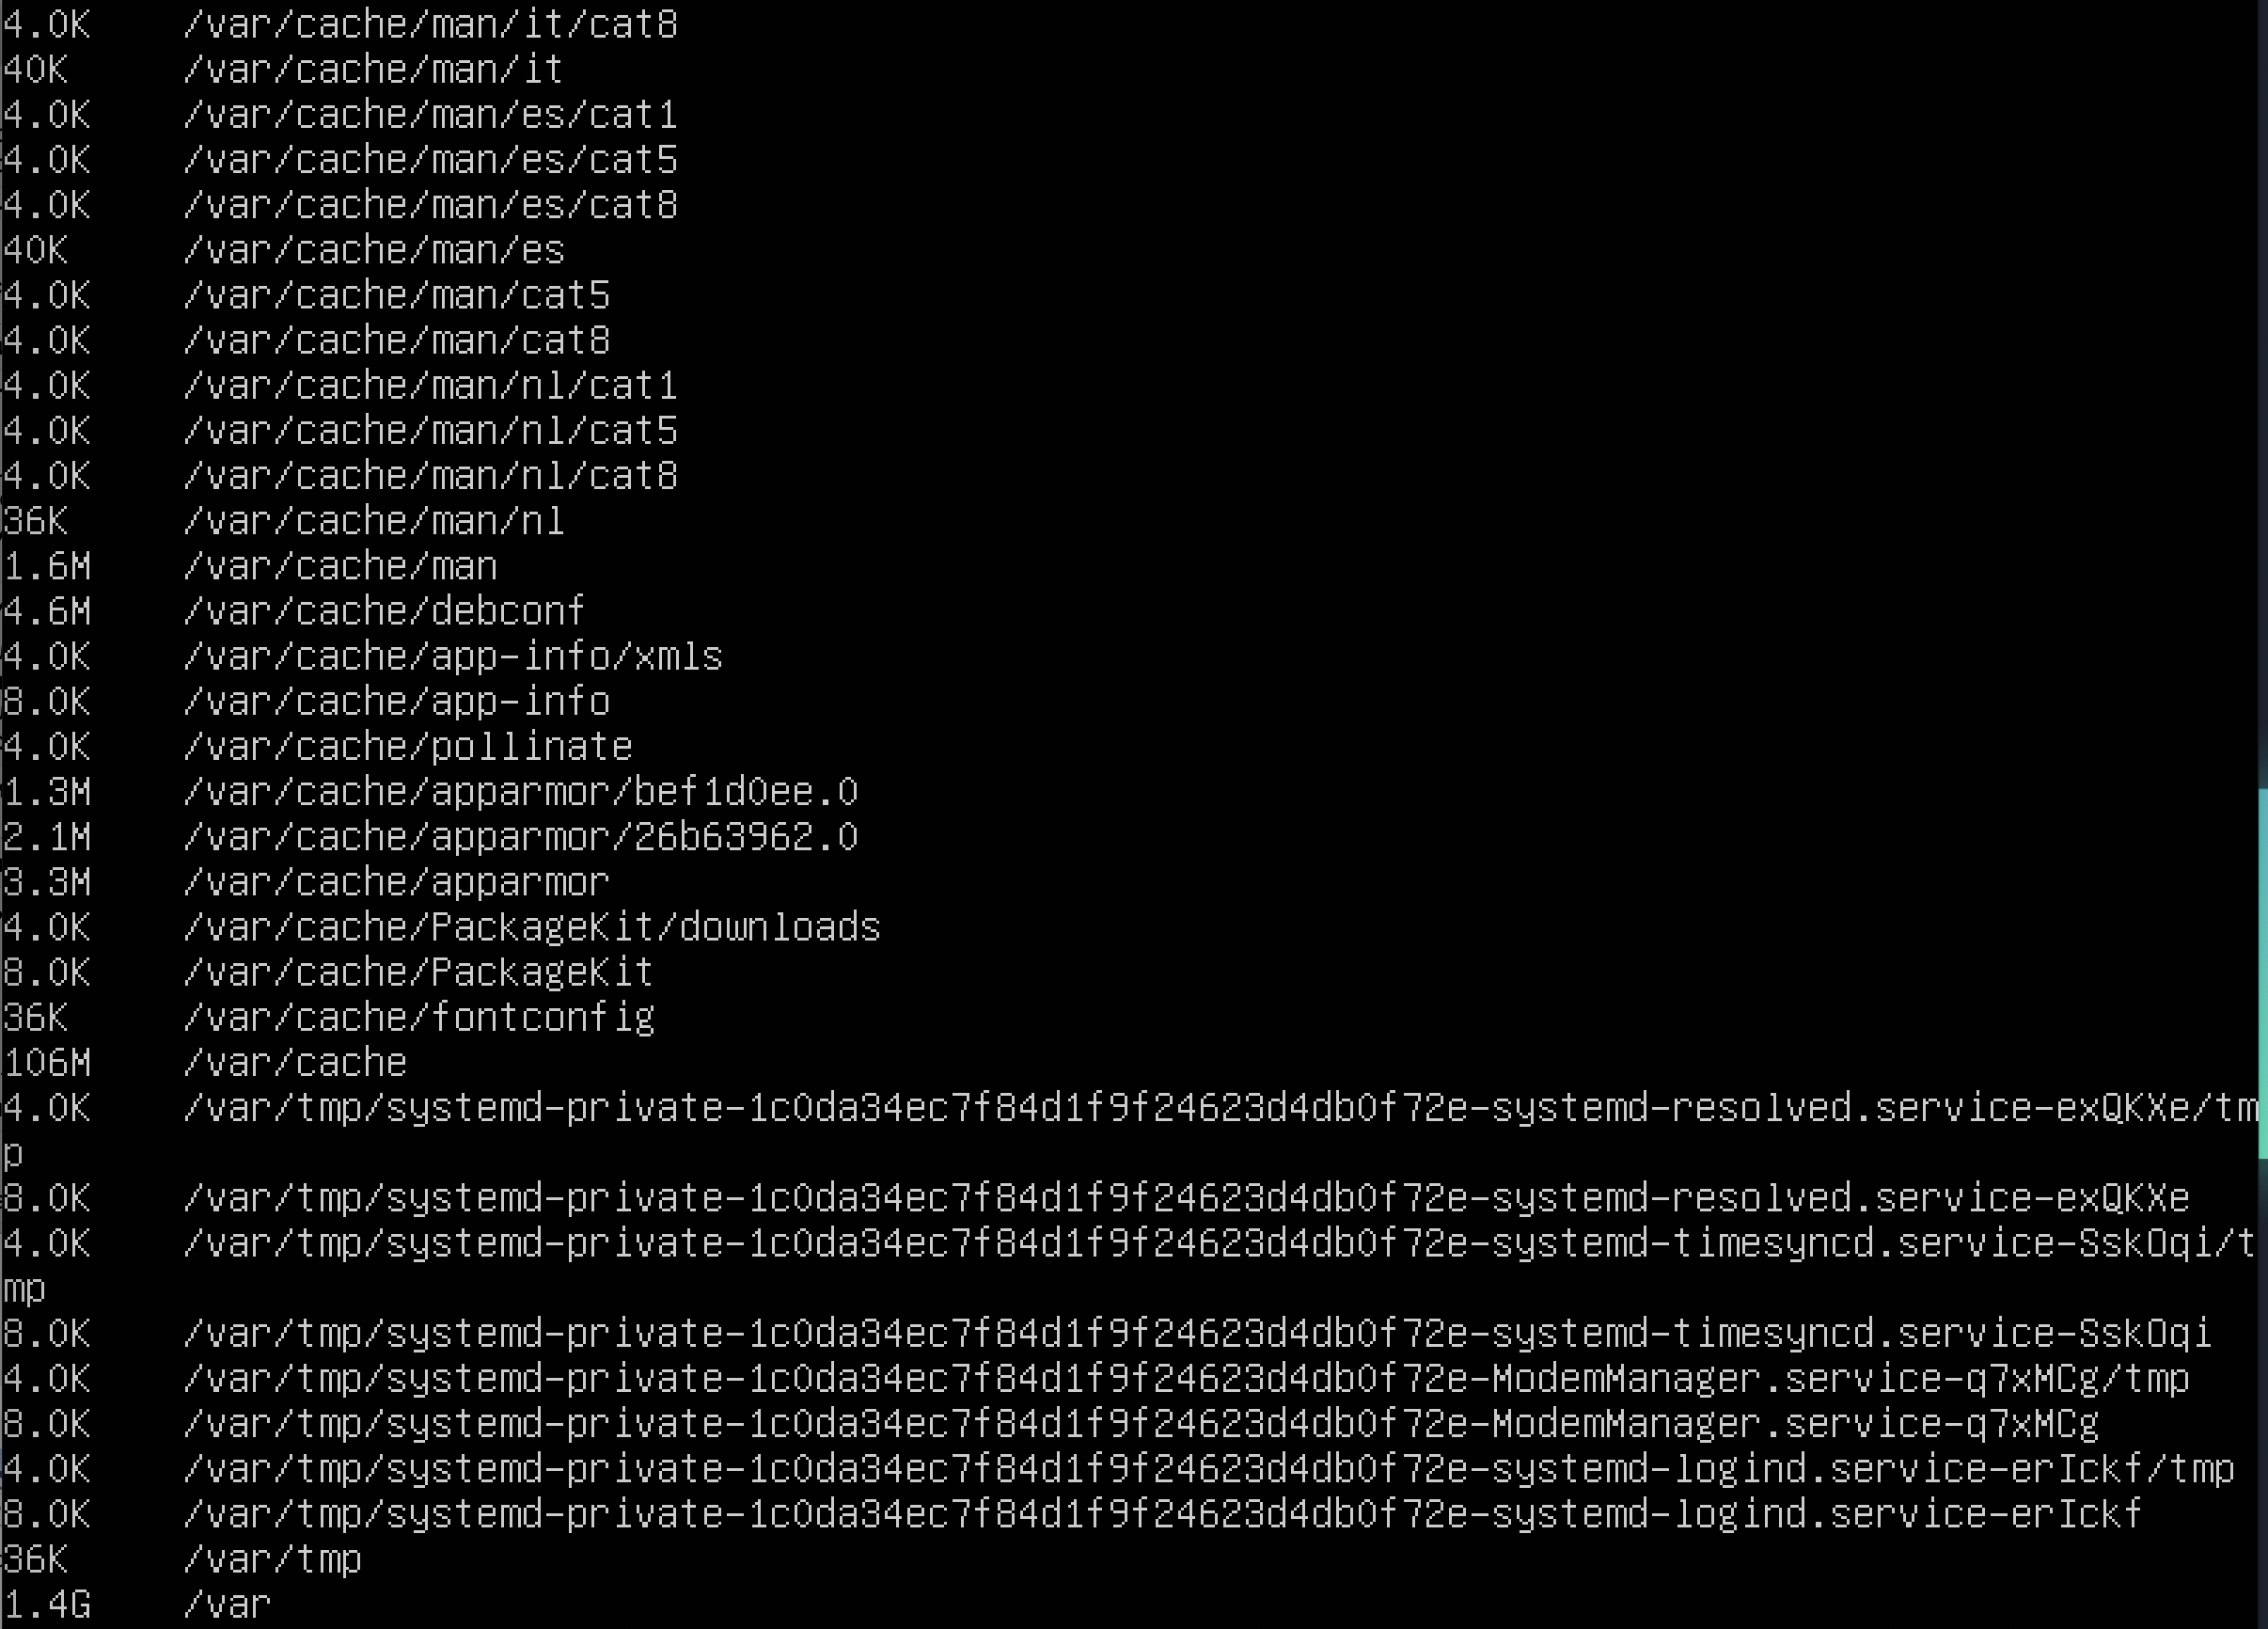 4.0K    /var/cache/man/it/cat8
40K     /var/cache/man/it
4.0K    /var/cache/man/es/cat1
4.0K    /var/cache/man/es/cat5
4.0K    /var/cache/man/es/cat8
40K     /var/cache/man/es
4.0K    /var/cache/man/cat5
4.0K    /var/cache/man/cat8
4.0K    /var/cache/man/nl/cat1
4.0K    /var/cache/man/nl/cat5
4.0K    /var/cache/man/nl/cat8
36K     /var/cache/man/nl
1.6M    /var/cache/man
4.6M    /var/cache/debconf
4.0K    /var/cache/app-info/xmls
8.0K    /var/cache/app-info
4.0K    /var/cache/pollinate
1.3M    /var/cache/apparmor/bef1d0ee.0
2.1M    /var/cache/apparmor/26b63962.0
3.3M    /var/cache/apparmor
4.0K    /var/cache/PackageKit/downloads
8.0K    /var/cache/PackageKit
36K     /var/cache/fontconfig
106M    /var/cache
4.0K    /var/tmp/systemd-private-1c0da34ec7f84d1f9f24623d4db0f72e-systemd-resolved.service-exQKXe/tm
p
8.0K    /var/tmp/systemd-private-1c0da34ec7f84d1f9f24623d4db0f72e-systemd-resolved.service-exQKXe
4.0K    /var/tmp/systemd-private-1c0da34ec7f84d1f9f24623d4db0f72e-systemd-timesyncd.service-SskOqi/t
mp
8.0K    /var/tmp/systemd-private-1c0da34ec7f84d1f9f24623d4db0f72e-systemd-timesyncd.service-SskOqi
4.0K    /var/tmp/systemd-private-1c0da34ec7f84d1f9f24623d4db0f72e-ModemManager.service-q7xMCg/tmp
8.0K    /var/tmp/systemd-private-1c0da34ec7f84d1f9f24623d4db0f72e-ModemManager.service-q7xMCg
4.0K    /var/tmp/systemd-private-1c0da34ec7f84d1f9f24623d4db0f72e-systemd-logind.service-erIckf/tmp
8.0K    /var/tmp/systemd-private-1c0da34ec7f84d1f9f24623d4db0f72e-systemd-logind.service-erIckf
36K     /var/tmp
1.4G    /var